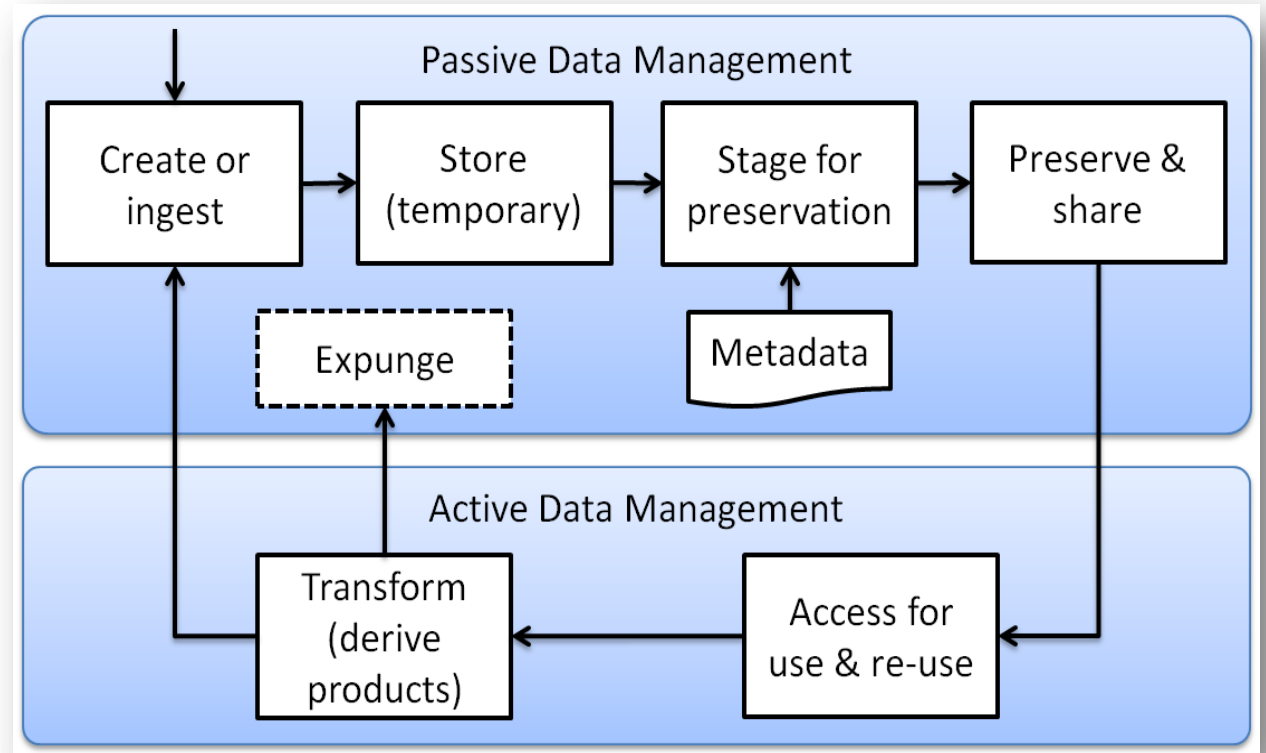 Passive Data Management
Create or
ingest
Store
(temporary)
Stage for
preservation
Preserve &
share
Expunge
Metadata
Active Data Management
Transform
(derive
products)
Access for
use & re-use